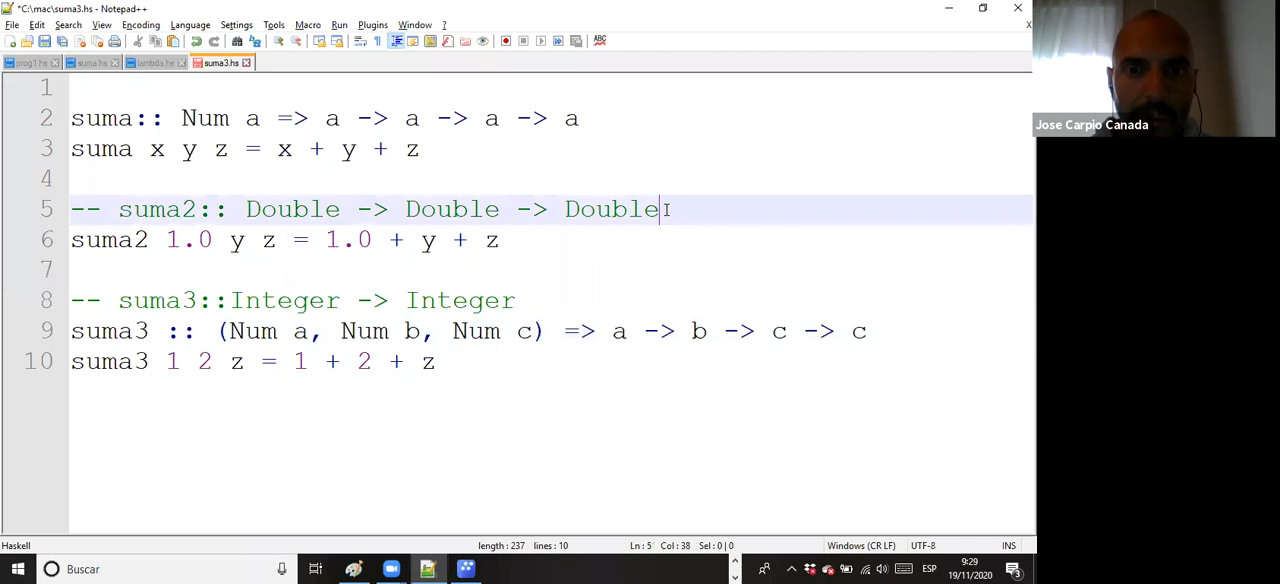 *C:\mac\suma3.hs - Notepad++
File Edit Search View Encoding Language Settings Tools Macro Run Plugins Window ?
prog1.hs suma.hs lambda.hs suma3.hs
1
2 suma:: Num a => a -> a -> a -> a
3 suma x y z = x + y + z
4
5 -- suma2:: Double -> Double -> Double
6 suma2 1.0 y z = 1.0 + y + z
7
8 -- suma3::Integer -> Integer
9 suma3 :: (Num a, Num b, Num c) => a -> b -> c -> c
10 suma3 1 2 z = 1 + 2 + z
Jose Carpio Canada
Haskell length : 237 lines : 10 Ln : 5 Col : 38 Sel : 0 | 0 Windows (CR LF) UTF-8 INS
Buscar ESP 9:29
19/11/2020 3